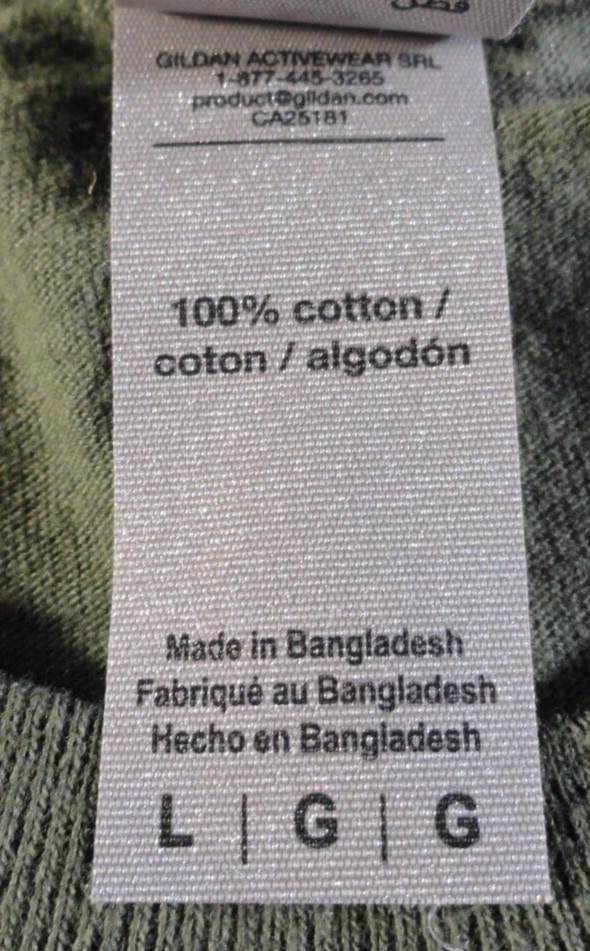 GILDAN ACTIVEWEAR SRL
1-877-445-3265
product@gildan.com
CA25181
100% cotton /
coton / algodón
Made in Bangladesh
Fabriqué au Bangladesh
Hecho en Bangladesh
L | G | G